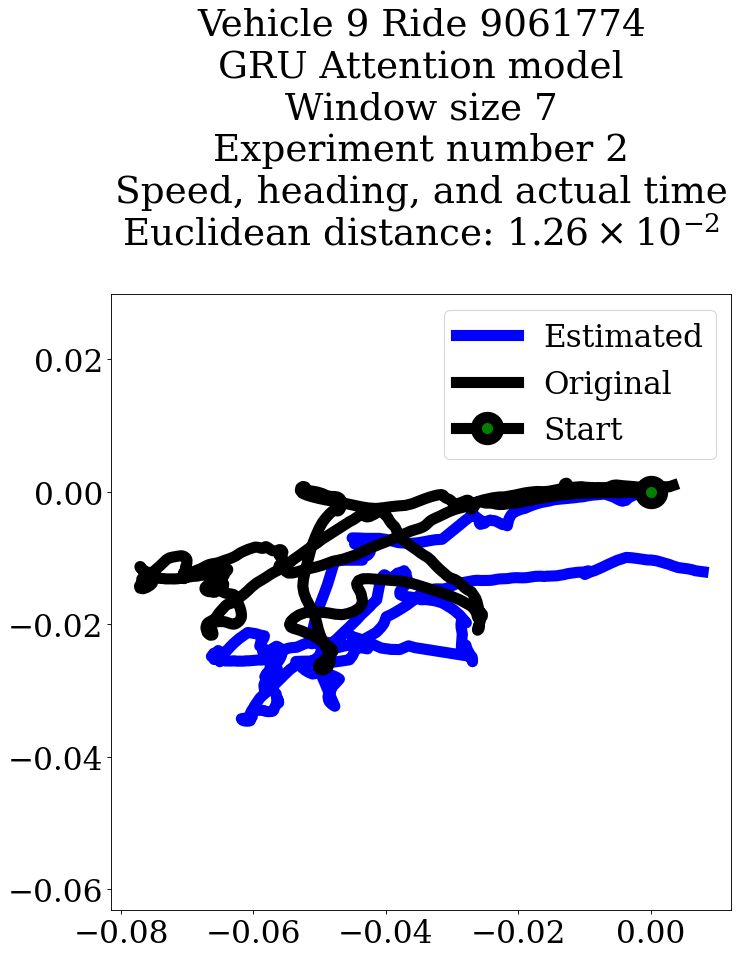 Vehicle 9 Ride 9061774
GRU Attention model
Window size 7
Experiment number 2
Speed, heading, and actual time
Euclidean distance: 1.26 × 10⁻²
Estimated
Original
Start
0.02
0.00
−0.02
−0.04
−0.06
−0.08 −0.06 −0.04 −0.02 0.00